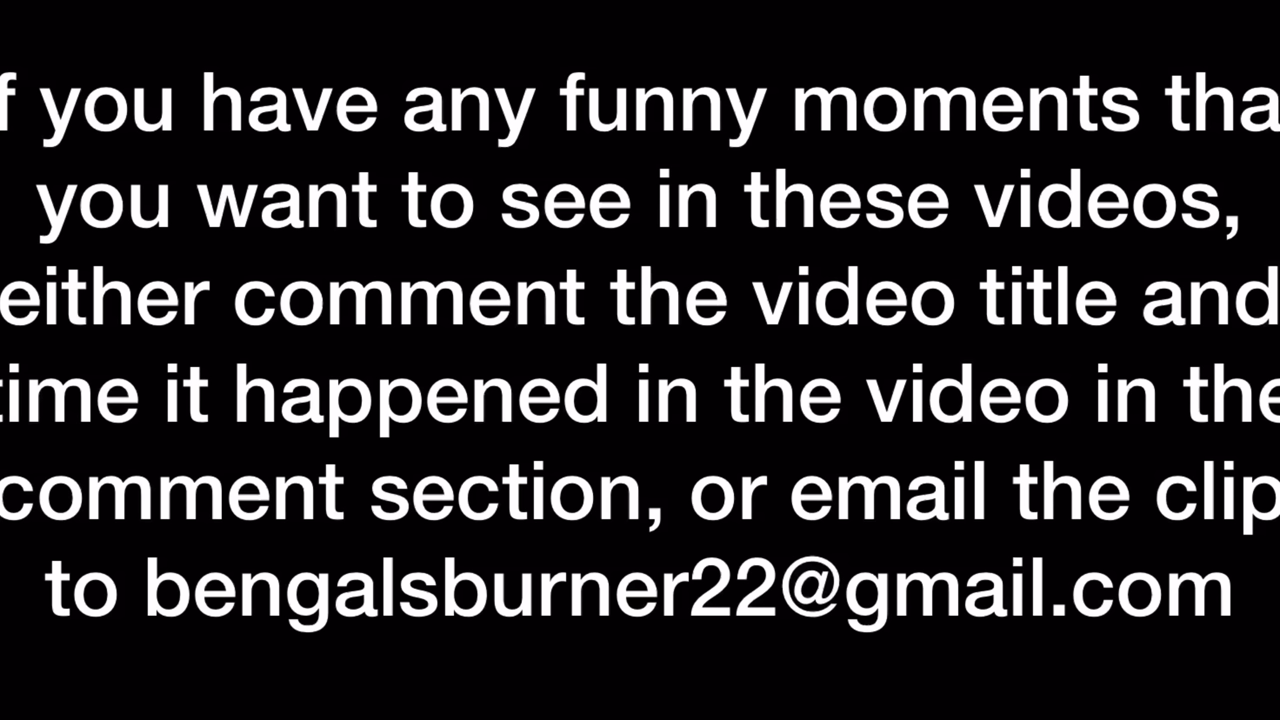 f you have any funny moments tha
you want to see in these videos,
either comment the video title and
time it happened in the video in the
comment section, or email the clip
to bengalsburner22@gmail.com